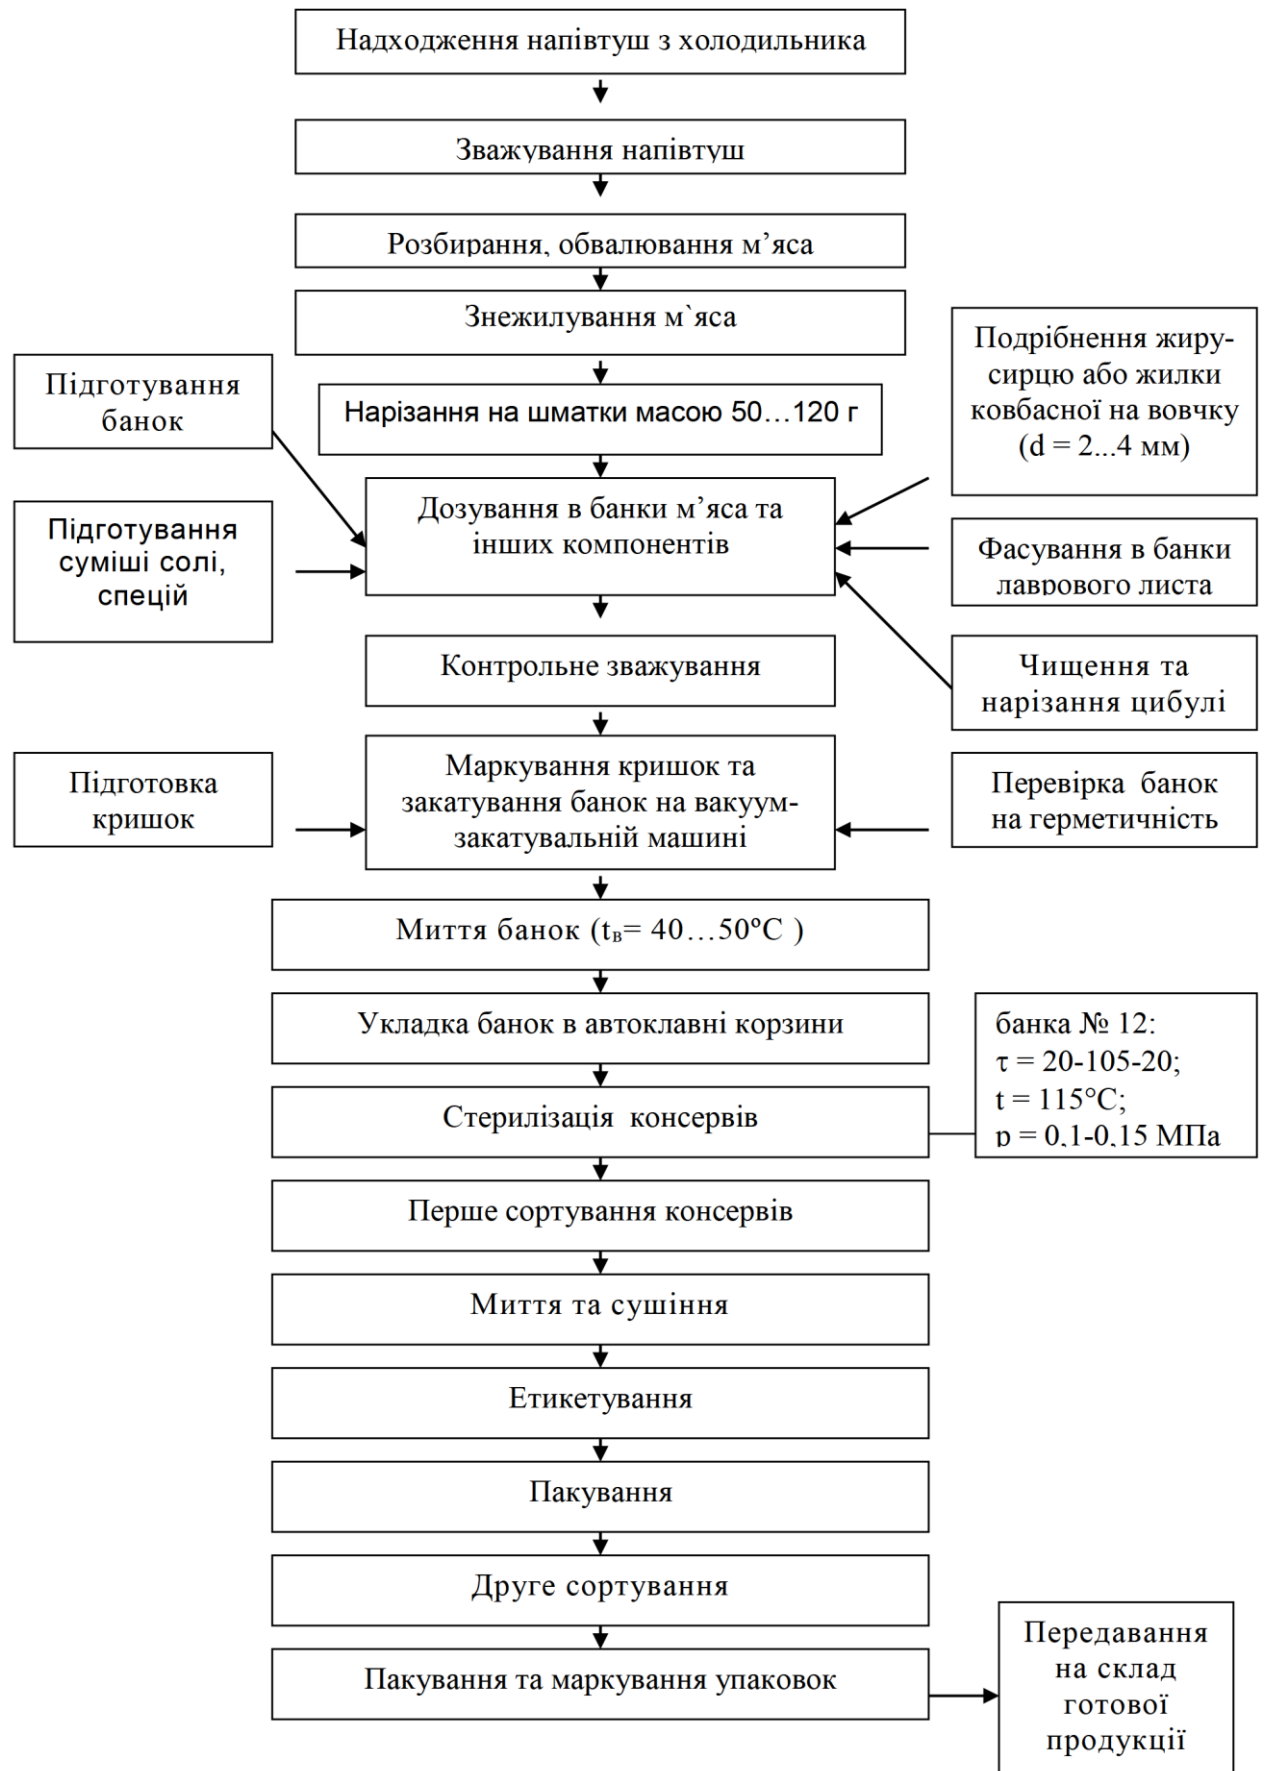 Надходження напівтуш з холодильника
Зважування напівтуш
Розбирання, обвалювання м’яса
Знежилування м`яса
Підготування
банок
Нарізання на шматки масою 50…120 г
Подрібнення жиру-
сирцю або жилки
ковбасної на вовчку
(d = 2...4 мм)
Підготування
суміші солі,
спецій
Дозування в банки м’яса та
інших компонентів
Фасування в банки
лаврового листа
Контрольне зважування
Чищення та
нарізання цибулі
Підготовка
кришок
Маркування кришок та
закатування банок на вакуум-
закатувальній машині
Перевірка банок
на герметичність
Миття банок (tв= 40…50ºС )
Укладка банок в автоклавні корзини
Стерилізація консервів
банка № 12:
τ = 20-105-20;
t = 115°С;
р = 0,1-0,15 МПа
Перше сортування консервів
Миття та сушіння
Етикетування
Пакування
Друге сортування
Пакування та маркування упаковок
Передавання
на склад
готової
продукції